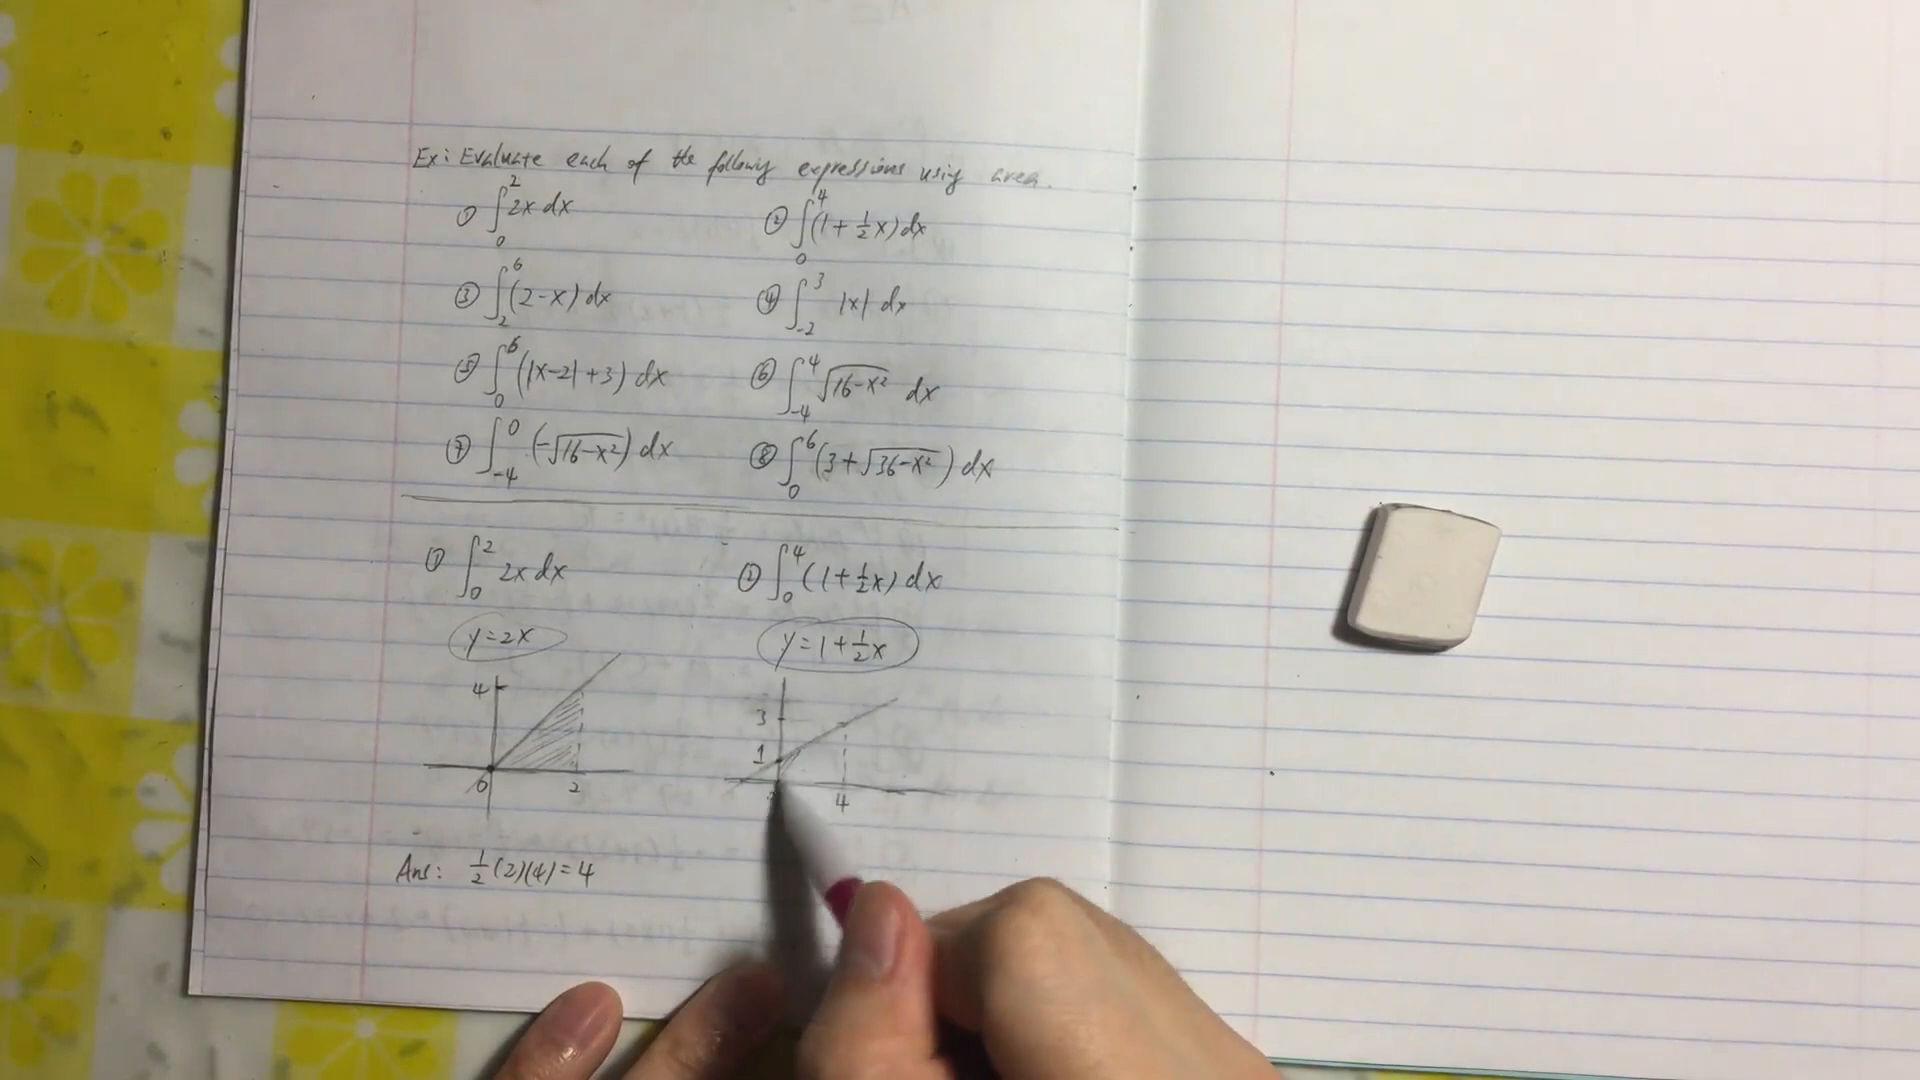 Ex: Evaluate each of the following expressions using area.
① ∫₀² 2x dx ② ∫₀⁴ (1 + ½x) dx
③ ∫₂⁶ (2-x) dx ④ ∫₋₂³ |x| dx
⑤ ∫₀⁶ (|x-2| + 3) dx ⑥ ∫₋₄⁴ √(16-x²) dx
⑦ ∫₋₄⁰ (-√(16-x²)) dx ⑧ ∫₀⁶ (3 + √(36-x²)) dx
① ∫₀² 2x dx ② ∫₀⁴ (1 + ½x) dx
y = 2x y = 1 + ½x
4 3
1
0 2 4
Ans: ½(2)(4) = 4